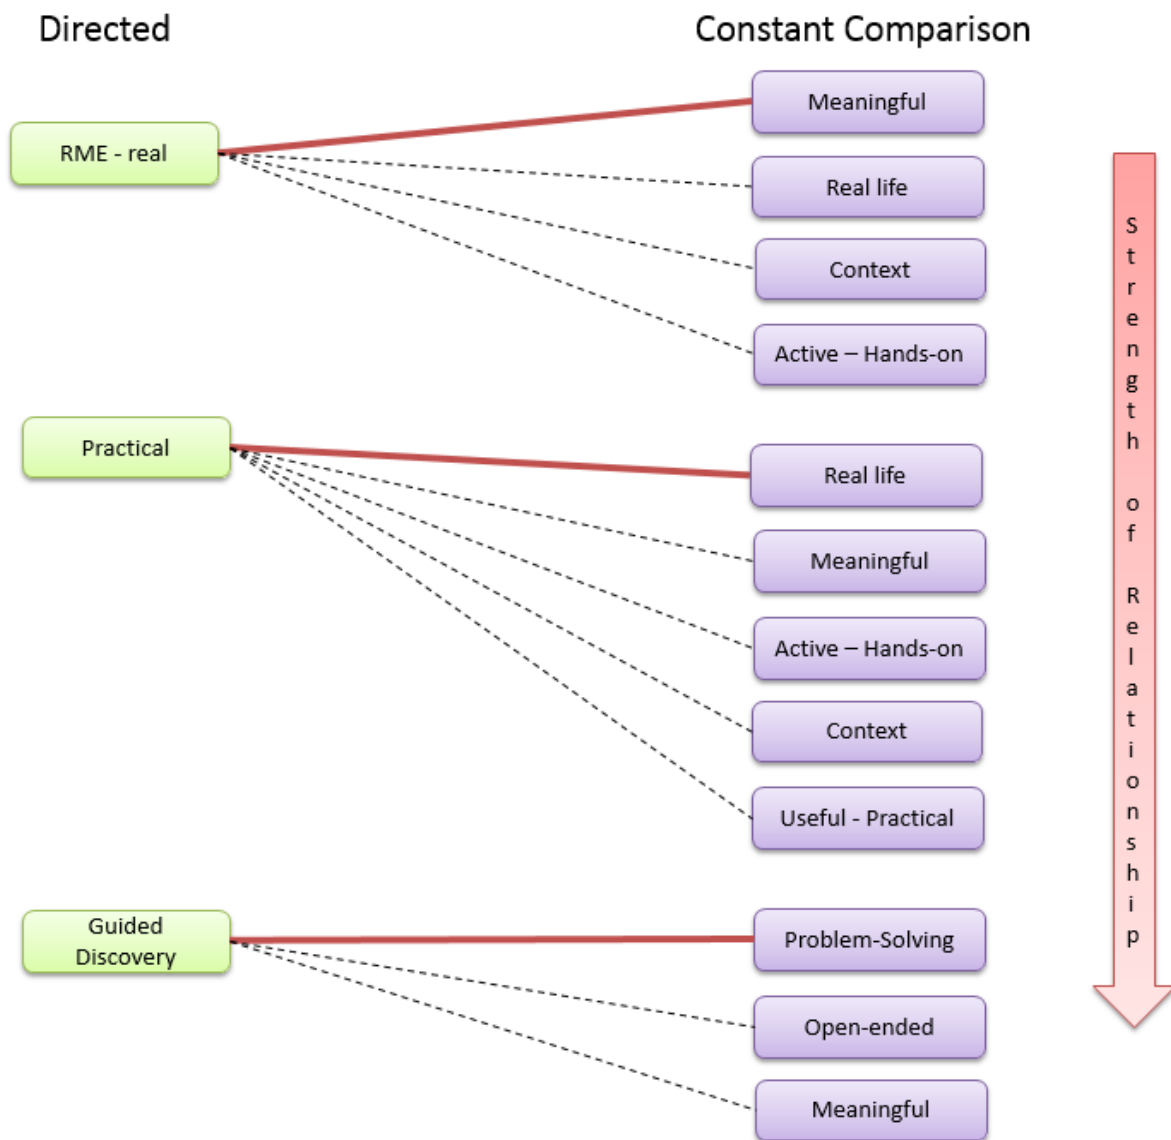 Directed
Constant Comparison
RME - real
Meaningful
Real life
Context
Active – Hands-on
Practical
Real life
Meaningful
Active – Hands-on
Context
Useful - Practical
Guided
Discovery
Problem-Solving
Open-ended
Meaningful
Strength of Relationship